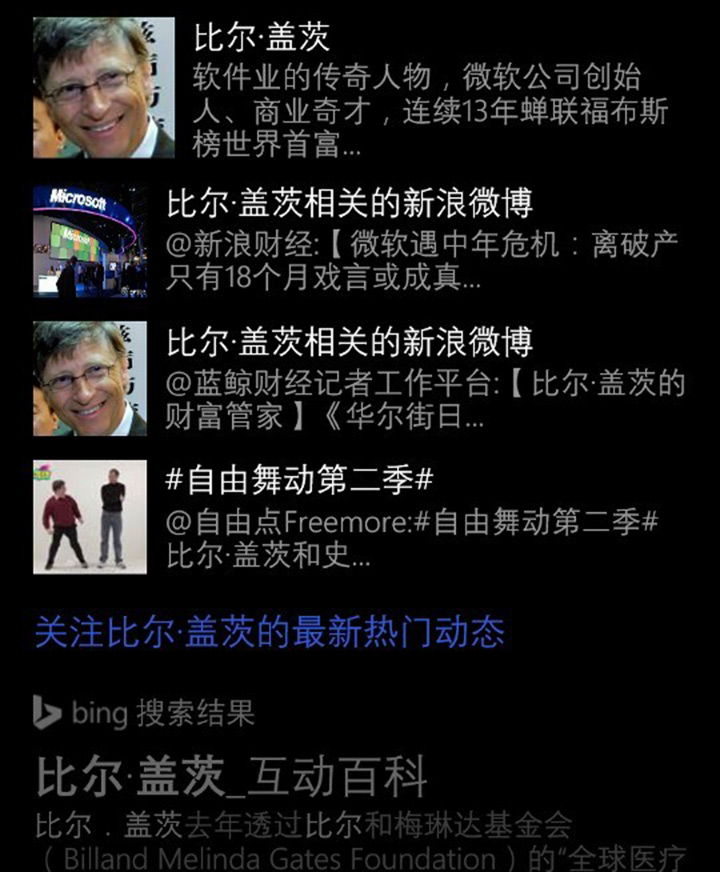 比尔·盖茨
软件业的传奇人物，微软公司创始
人、商业奇才，连续13年蝉联福布斯
榜世界首富...
Microsoft
比尔·盖茨相关的新浪微博
@新浪财经:【微软遇中年危机：离破产
只有18个月戏言或成真...
比尔·盖茨相关的新浪微博
@蓝鲸财经记者工作平台:【比尔·盖茨的
财富管家】《华尔街日...
#自由舞动第二季#
@自由点Freemore:#自由舞动第二季#
比尔·盖茨和史...
关注比尔·盖茨的最新热门动态
bing 搜索结果
比尔·盖茨_互动百科
比尔．盖茨去年透过比尔和梅琳达基金会
（Billand Melinda Gates Foundation）的“全球医疗